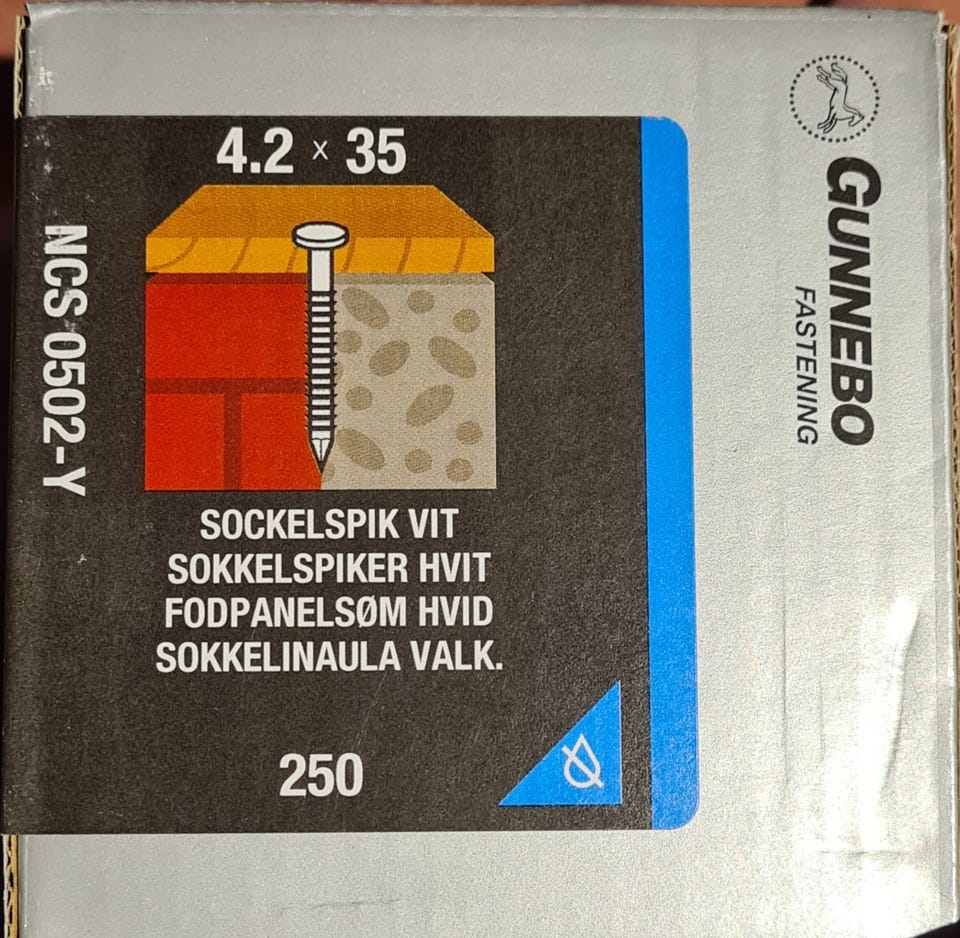 4.2 x 35
NCS 0502-Y
SOCKELSPIK VIT
SOKKELSPIKER HVIT
FODPANELSØM HVID
SOKKELINAULA VALK.
250
GUNNEBO
FASTENING